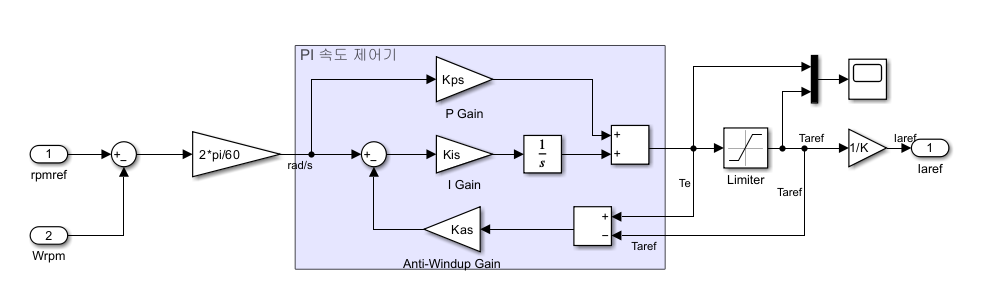 PI 속도 제어기
Kps
P Gain
1
rpmref
+
−
2*pi/60
rad/s
+
−
Kis
I Gain
1
s
+
+
Te
Limiter
Taref
Taref
1/K
Iaref
1
Iaref
2
Wrpm
Kas
Anti-Windup Gain
+
−
Taref